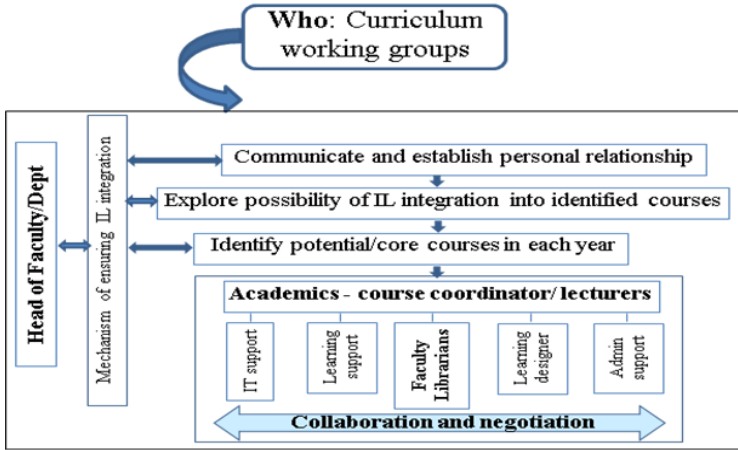 Who: Curriculum
working groups
Head of Faculty/Dept
Mechanism of ensuring IL integration
Communicate and establish personal relationship
Explore possibility of IL integration into identified courses
Identify potential/core courses in each year
Academics - course coordinator/ lecturers
IT support
Learning
support
Faculty
Librarians
Learning
designer
Admin
support
Collaboration and negotiation